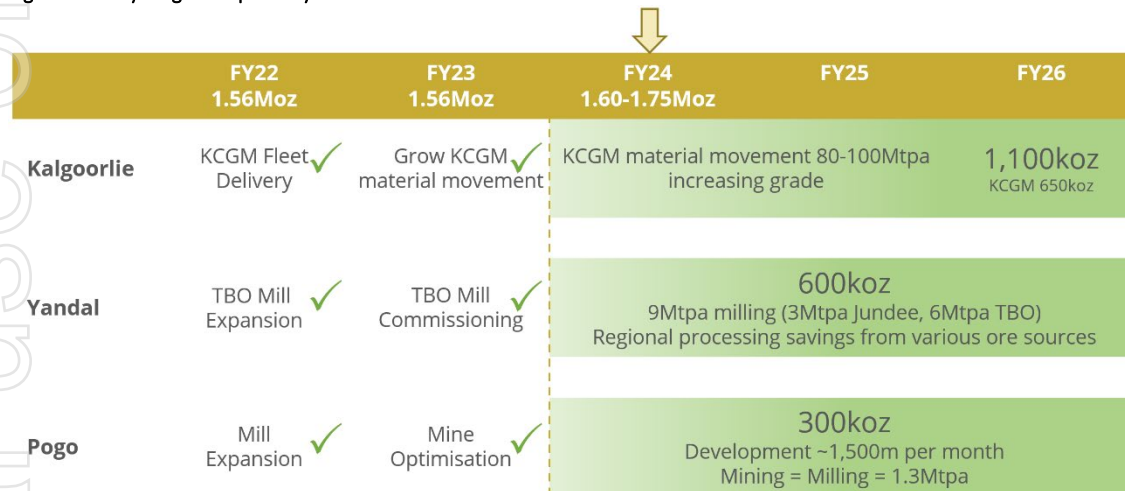 FY22
1.56Moz
FY23
1.56Moz
FY24
1.60-1.75Moz
FY25
FY26
Kalgoorlie
KCGM Fleet
Delivery
Grow KCGM
material movement
KCGM material movement 80-100Mtpa
increasing grade
1,100koz
KCGM 650koz
Yandal
TBO Mill
Expansion
TBO Mill
Commissioning
600koz
9Mtpa milling (3Mtpa Jundee, 6Mtpa TBO)
Regional processing savings from various ore sources
Pogo
Mill
Expansion
Mine
Optimisation
300koz
Development ~1,500m per month
Mining = Milling = 1.3Mtpa